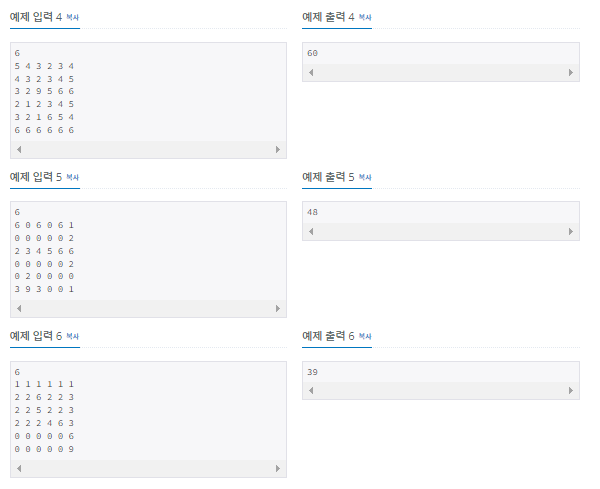 예제 입력 4 복사
6
5 4 3 2 3 4
4 3 2 3 4 5
3 2 9 5 6 6
2 1 2 3 4 5
3 2 1 6 5 4
6 6 6 6 6 6
예제 출력 4 복사
60
예제 입력 5 복사
6
6 0 6 0 6 1
0 0 0 0 0 2
2 3 4 5 6 6
0 0 0 0 0 2
0 2 0 0 0 0
3 9 3 0 0 1
예제 출력 5 복사
48
예제 입력 6 복사
6
1 1 1 1 1 1
2 2 6 2 2 3
2 2 5 2 2 3
2 2 2 4 6 3
0 0 0 0 0 6
0 0 0 0 0 9
예제 출력 6 복사
39